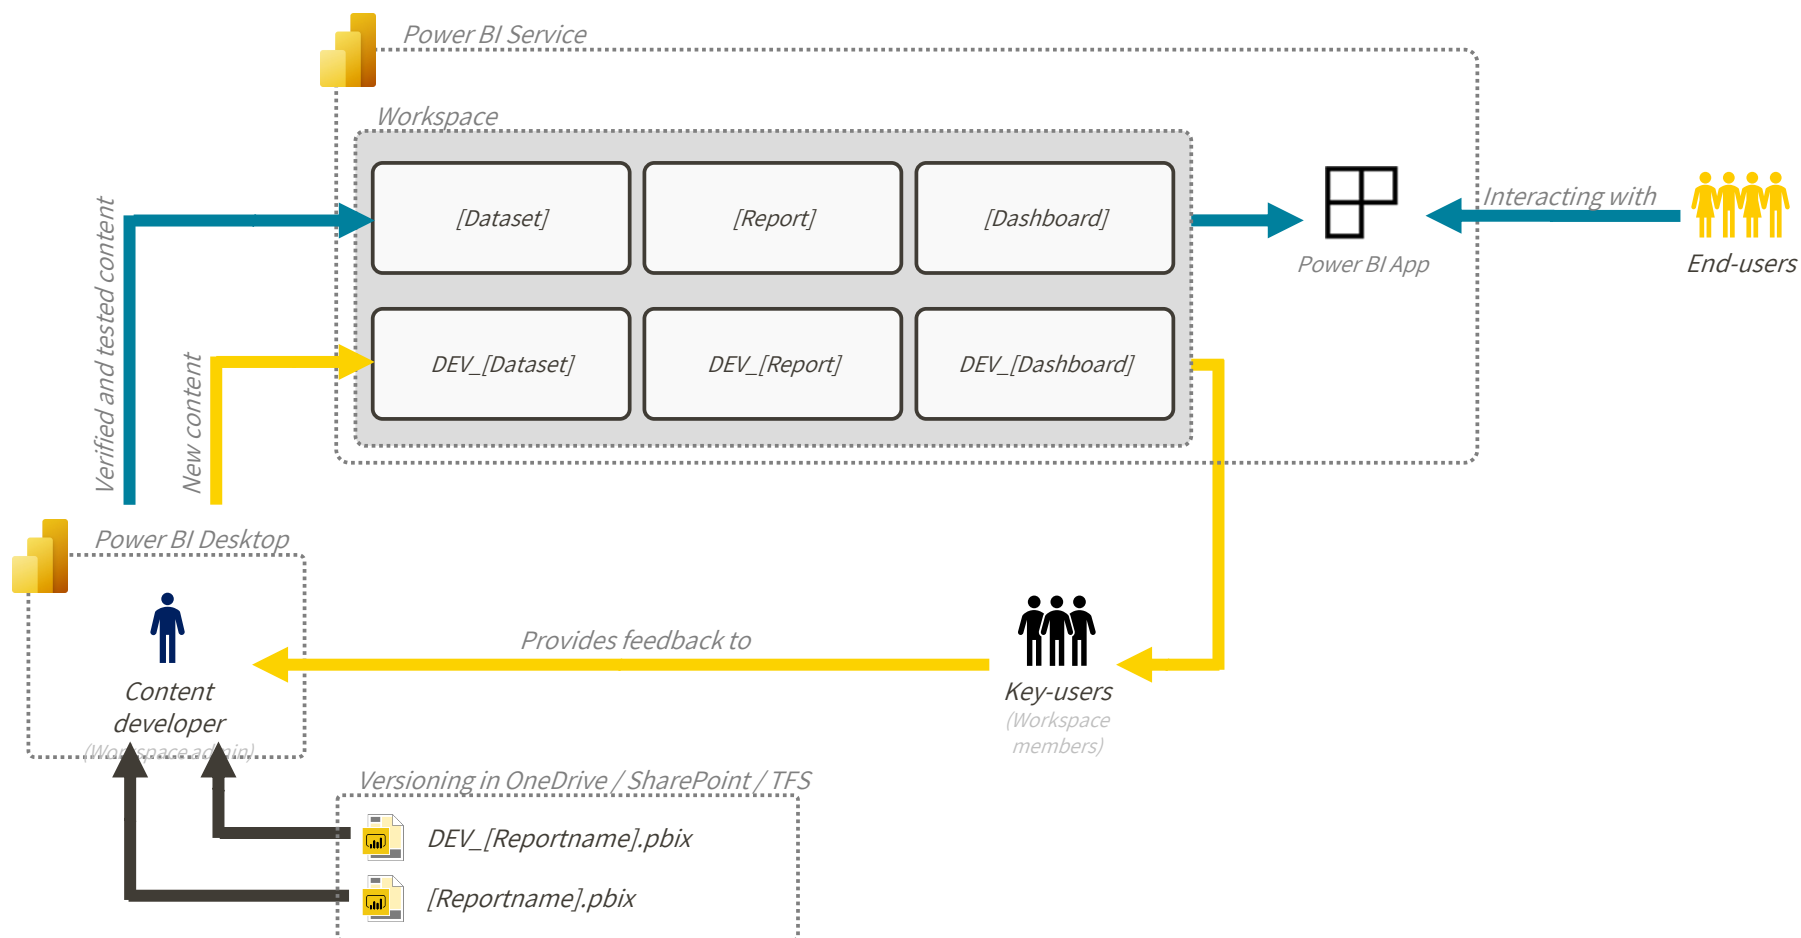 Power BI Service
Workspace
[Dataset]
[Report]
[Dashboard]
Power BI App
Interacting with
End-users
DEV_[Dataset]
DEV_[Report]
DEV_[Dashboard]
Verified and tested content
New content
Power BI Desktop
Content
developer
(Workspace admin)
Provides feedback to
Key-users
(Workspace
members)
Versioning in OneDrive / SharePoint / TFS
DEV_[Reportname].pbix
[Reportname].pbix